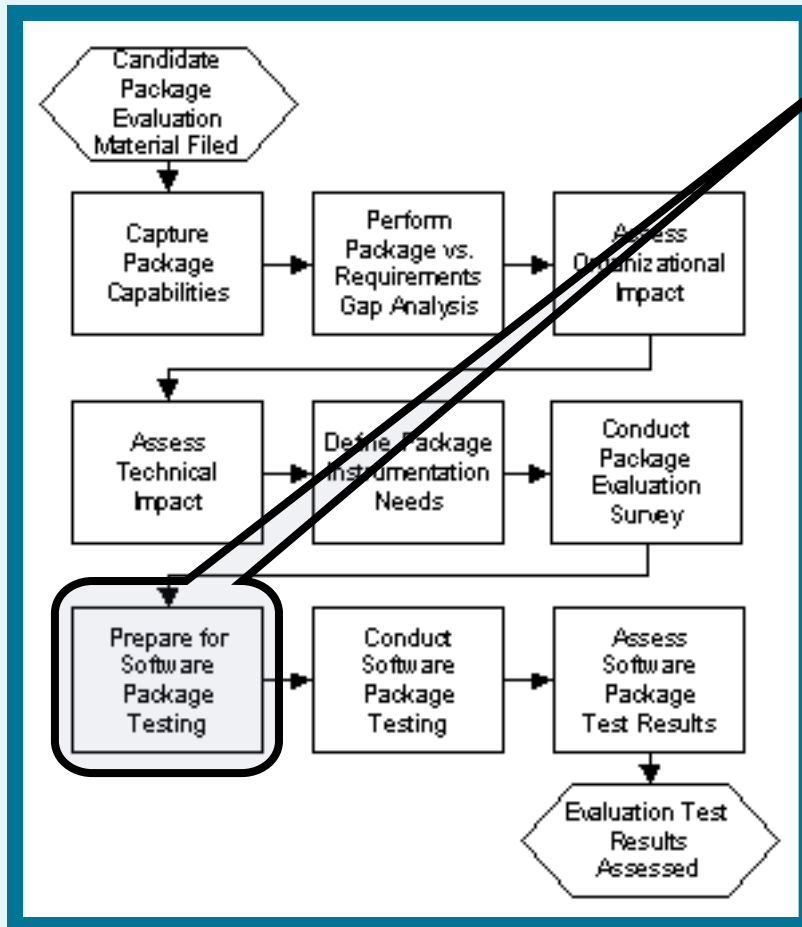 Candidate
Package
Evaluation
Material Filed
Capture
Package
Capabilities
Perform
Package vs.
Requirements
Gap Analysis
Assess
Organizational
Impact
Assess
Technical
Impact
Define Package
Instrumentation
Needs
Conduct
Package
Evaluation
Survey
Prepare for
Software
Package
Testing
Conduct
Software
Package
Testing
Assess
Software
Package
Test Results
Evaluation Test
Results
Assessed